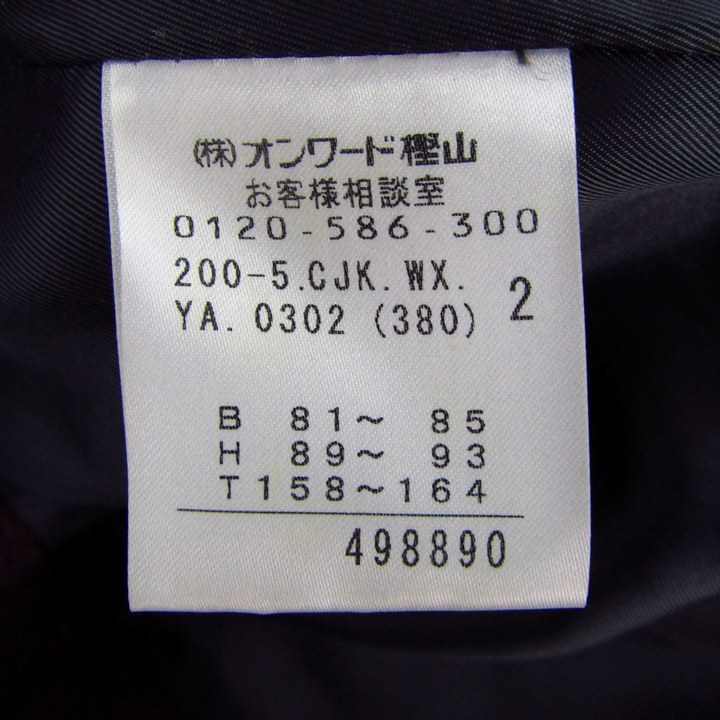 (株)オンワード樫山
お客様相談室
0120-586-300
200-5.CJK.WX.
YA.0302(380) 2
B 81~ 85
H 89~ 93
T158~164
498890